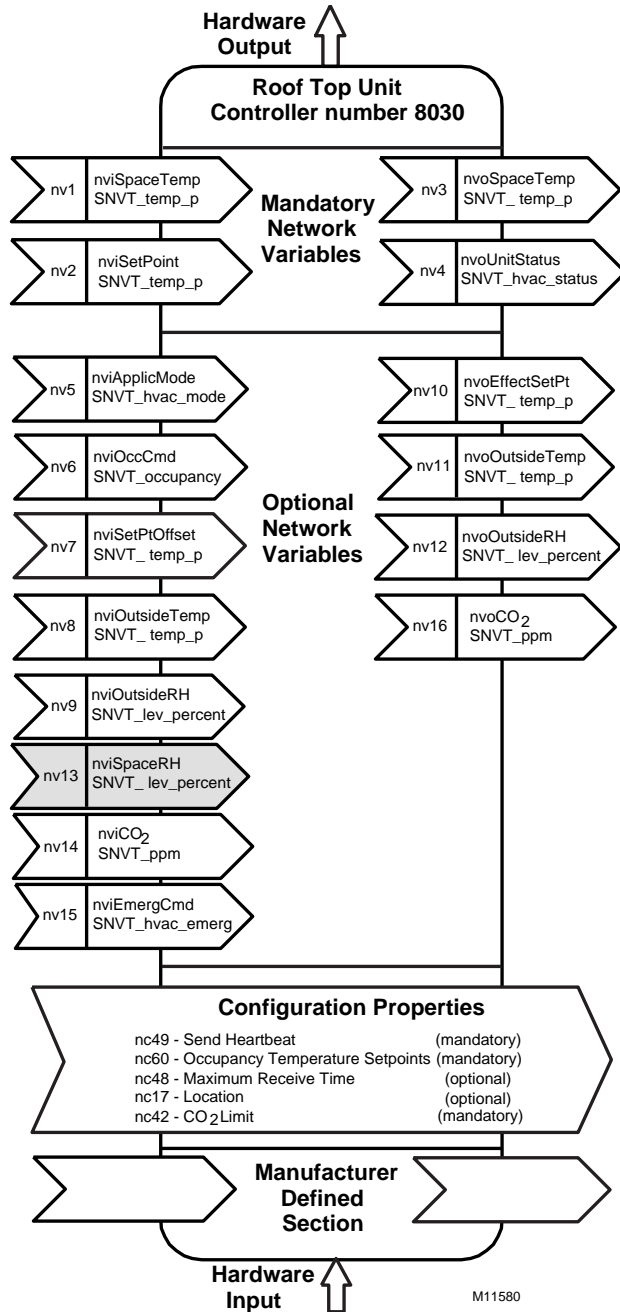 Hardware
Output
Roof Top Unit
Controller number 8030
nv1
nviSpaceTemp
SNVT_temp_p
nv2
nviSetPoint
SNVT_temp_p
Mandatory
Network
Variables
nv3
nvoSpaceTemp
SNVT_ temp_p
nv4
nvoUnitStatus
SNVT_hvac_status
nv5
nviApplicMode
SNVT_hvac_mode
nv6
nviOccCmd
SNVT_occupancy
nv7
nviSetPtOffset
SNVT_ temp_p
nv8
nviOutsideTemp
SNVT_ temp_p
nv9
nviOutsideRH
SNVT_lev_percent
nv13
nviSpaceRH
SNVT_ lev_percent
nv14
nviCO2
SNVT_ppm
nv15
nviEmergCmd
SNVT_hvac_emerg
Optional
Network
Variables
nv10
nvoEffectSetPt
SNVT_ temp_p
nv11
nvoOutsideTemp
SNVT_ temp_p
nv12
nvoOutsideRH
SNVT_ lev_percent
nv16
nvoCO2
SNVT_ppm
Configuration Properties
nc49 - Send Heartbeat (mandatory)
nc60 - Occupancy Temperature Setpoints (mandatory)
nc48 - Maximum Receive Time (optional)
nc17 - Location (optional)
nc42 - CO2 Limit (mandatory)
Manufacturer
Defined
Section
Hardware
Input
M11580